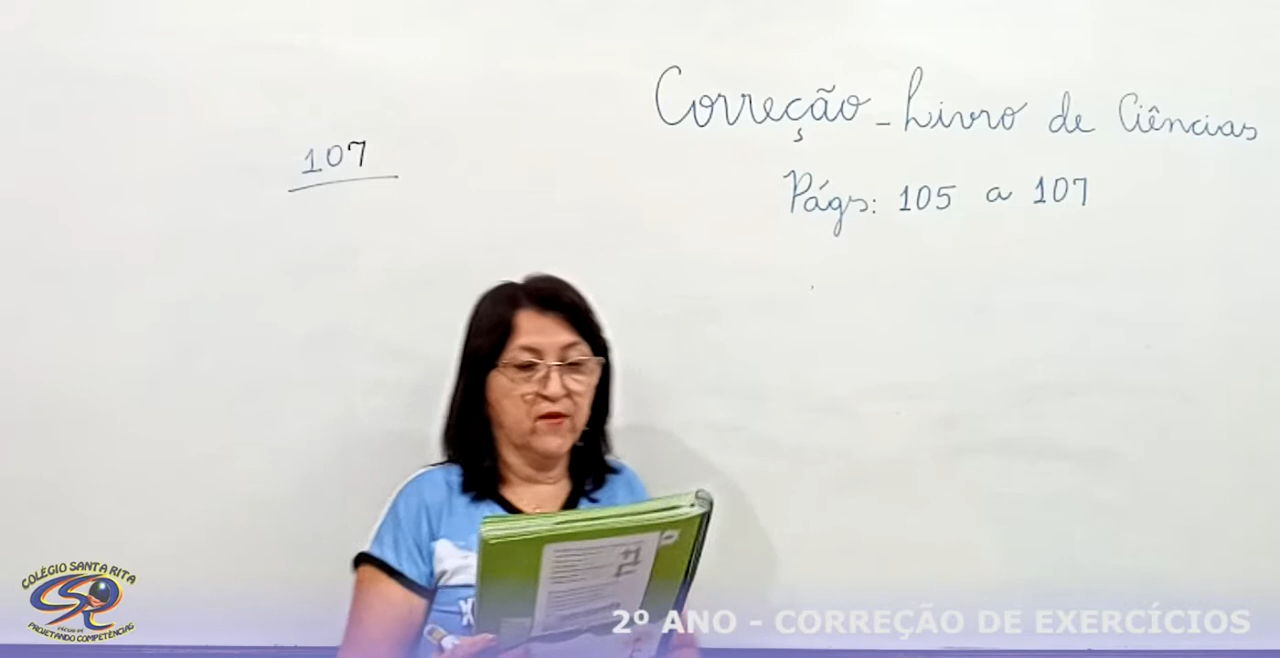 Correção - Livro de Ciências
Págs: 105 a 107
107
COLÉGIO SANTA RITA
PROJETANDO COMPETÊNCIAS
2º ANO - CORREÇÃO DE EXERCÍCIOS